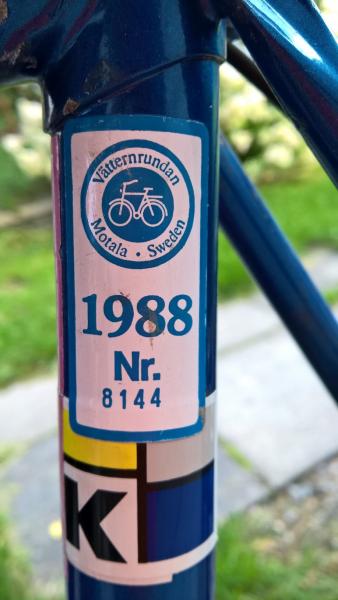 Vätternrundan
Motala · Sweden
1988
Nr.
8144
K